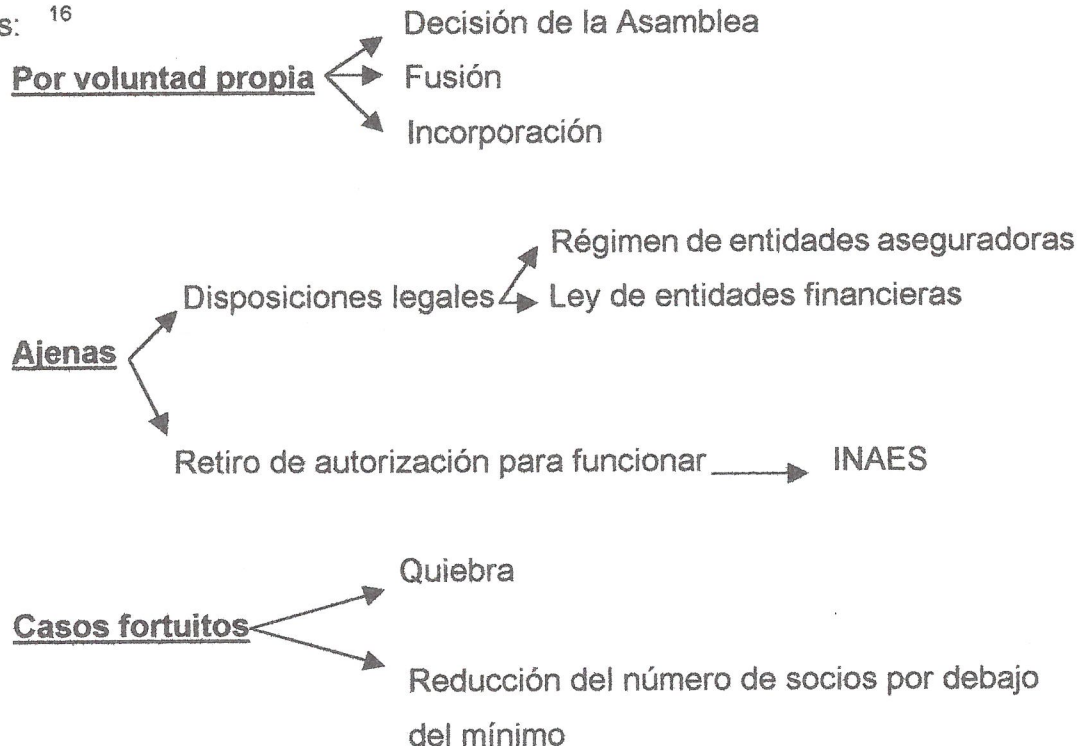 s: 16
Decisión de la Asamblea
Por voluntad propia
Fusión
Incorporación
Régimen de entidades aseguradoras
Disposiciones legales
Ley de entidades financieras
Ajenas
Retiro de autorización para funcionar
INAES
Quiebra
Casos fortuitos
Reducción del número de socios por debajo
del mínimo